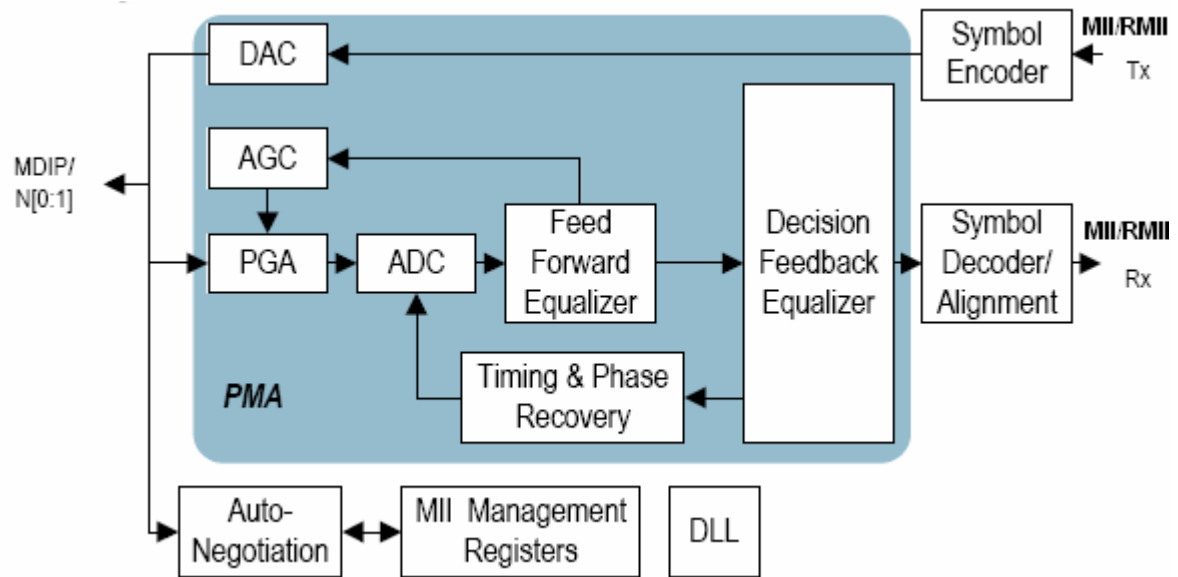 DAC
Symbol
Encoder
MII/RMII
Tx
MDIP/
N[0:1]
AGC
PGA
ADC
Feed
Forward
Equalizer
Decision
Feedback
Equalizer
Symbol
Decoder/
Alignment
MII/RMII
Rx
PMA
Timing & Phase
Recovery
Auto-
Negotiation
MII Management
Registers
DLL